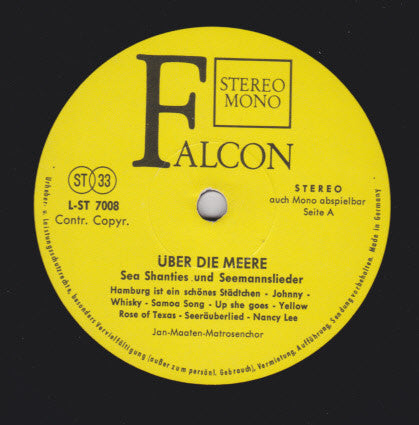 STEREO
MONO
FALCON
ST 33
L-ST 7008
Contr. Copyr.
STEREO
auch Mono abspielbar
Seite A
ÜBER DIE MEERE
Sea Shanties und Seemannslieder
Hamburg ist ein schönes Städtchen - Johnny -
Whisky - Samoa Song - Up she goes - Yellow
Rose of Texas - Seeräuberlied - Nancy Lee
Jan-Maaten-Matrosenchor
Urheber- u. Leistungsschutzrechte, besonders Vervielfältigung (außer zum persönl. Gebrauch), Vermietung, Aufführung, Sendung vorbehalten. Made in Germany